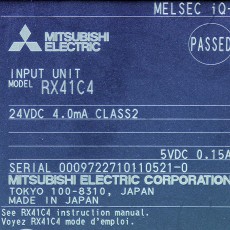 MELSEC iQ-
MITSUBISHI
ELECTRIC
PASSED
INPUT UNIT
MODEL RX41C4
24VDC 4.0mA CLASS2
5VDC 0.15A
SERIAL 0009722710110521-0
MITSUBISHI ELECTRIC CORPORATION
TOKYO 100-8310, JAPAN
MADE IN JAPAN
See RX41C4 instruction manual.
Voyez RX41C4 mode d'emploi.